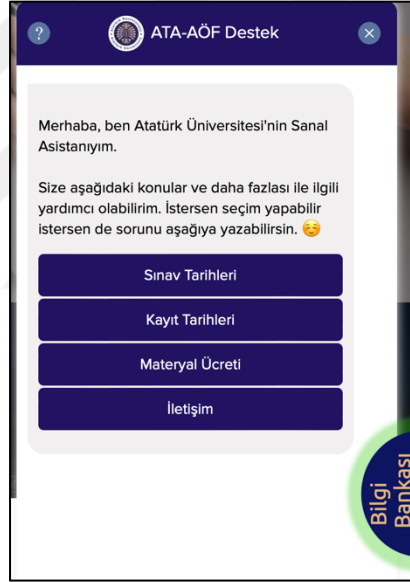 ?
ATA-AÖF Destek
×
Merhaba, ben Atatürk Üniversitesi'nin Sanal
Asistanıyım.
Size aşağıdaki konular ve daha fazlası ile ilgili
yardımcı olabilirim. İstersen seçim yapabilir
istersen de sorunu aşağıya yazabilirsin. ☺️
Sınav Tarihleri
Kayıt Tarihleri
Materyal Ücreti
İletişim
Bilgi
Bankası